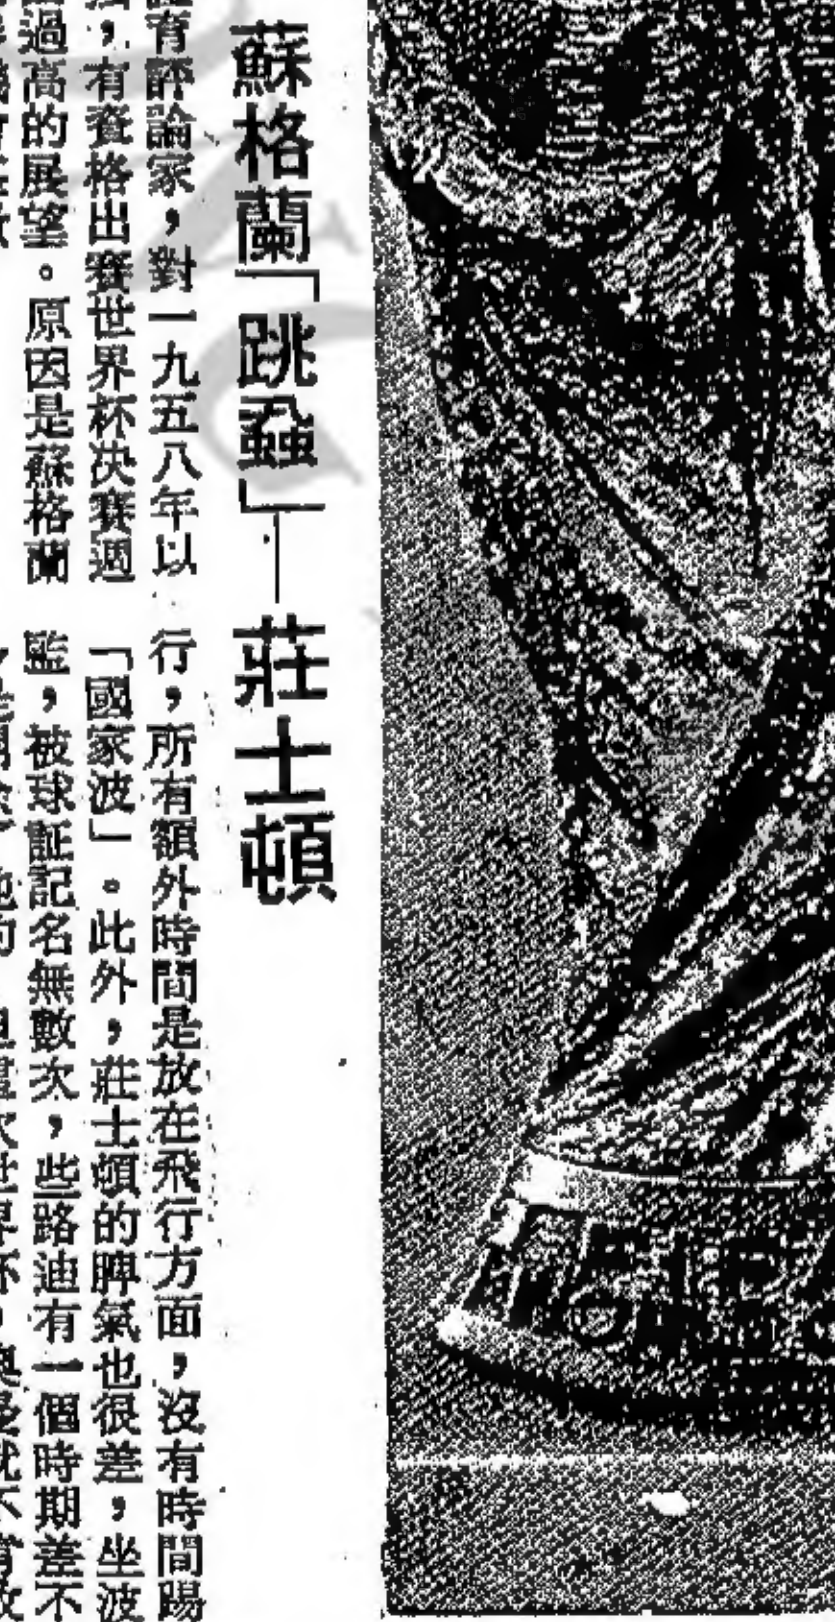 蘇格蘭「跳蝨」——莊士頓
有評論家，對一九五八年以
，有資格出賽世界杯決賽週
過高的展望。原因是蘇格蘭
行，所有額外時間是放在飛行方面，沒有時間踢
「國家波」。此外，莊士頓的脾氣也很差，坐波
監，被球証記名無數次，些路迪有一個時期差不